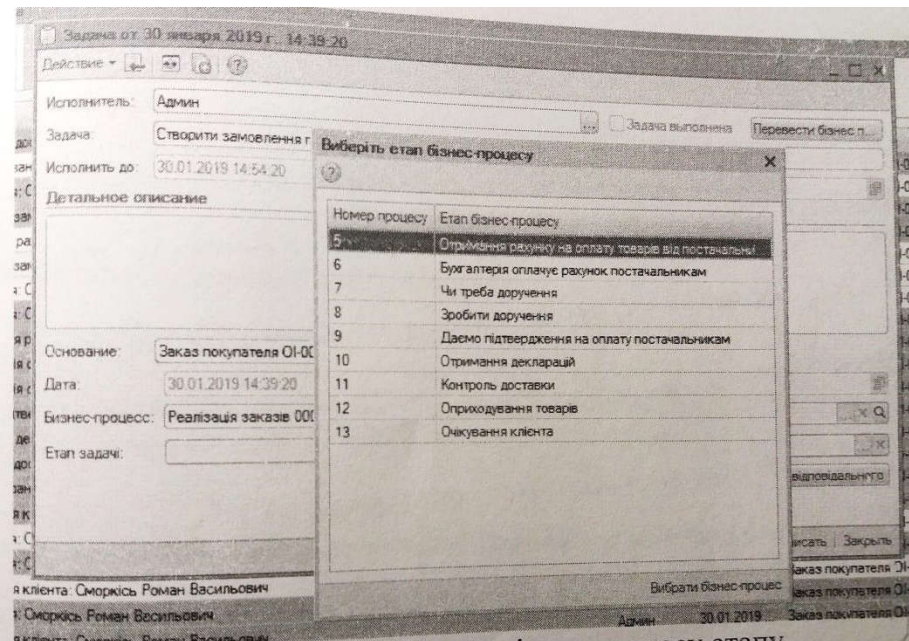 Задача от 30 января 2019 г. 14:39:20
Действие
Исполнитель: Админ
Задача выполнена
Перевести бізнес п...
Задача: Створити замовлення г
Исполнить до: 30.01.2019 14:54:20
Детальное описание
Основание: Заказ покупателя ОІ-00
Дата: 30.01.2019 14:39:20
Бизнес-процесс: Реалізація заказів 000
Етап задачі:
відповідального
исать Закрыть
Виберіть етап бізнес-процесу
Номер процесу Етап бізнес-процесу
5 Отримання рахунку на оплату товарів від постачальни
6 Бухгалтерія оплачує рахунок постачальникам
7 Чи треба доручення
8 Зробити доручення
9 Даємо підтвердження на оплату постачальникам
10 Отримання декларацій
11 Контроль доставки
12 Оприходування товарів
13 Очікування клієнта
Вибрати бізнес-процес
я клієнта: Сморкісь Роман Васильович
аказ покупателя ОІ-
: Сморкісь Роман Васильович
Админ 30.01.2019 Заказ покупателя ОІ-
етапу